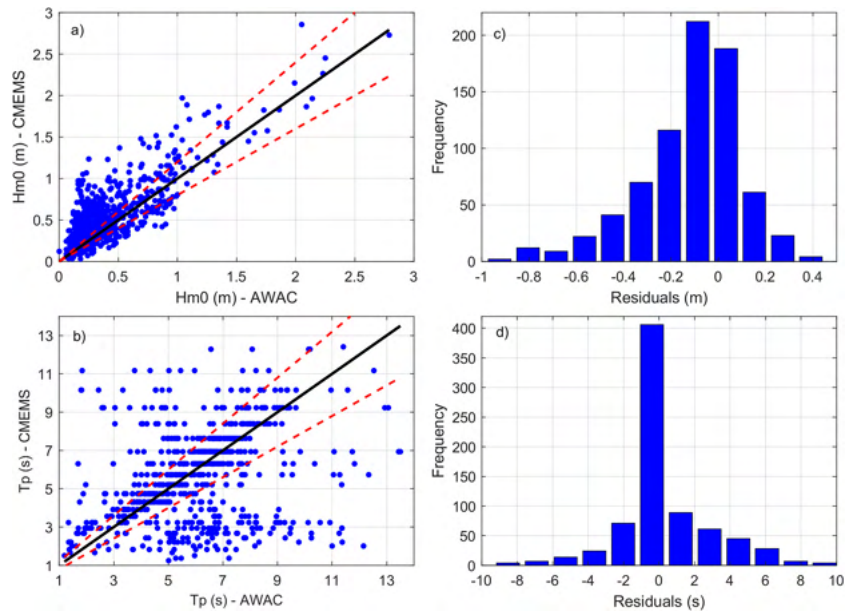 a)
Hm0 (m) - CMEMS
3
2.5
2
1.5
1
0.5
0
0 0.5 1 1.5 2 2.5 3
Hm0 (m) - AWAC
c)
Frequency
200
150
100
50
0
-1 -0.8 -0.6 -0.4 -0.2 0 0.2 0.4
Residuals (m)
b)
Tp (s) - CMEMS
13
11
9
7
5
3
1
1 3 5 7 9 11 13
Tp (s) - AWAC
d)
Frequency
400
350
300
250
200
150
100
50
0
-10 -8 -6 -4 -2 0 2 4 6 8 10
Residuals (s)